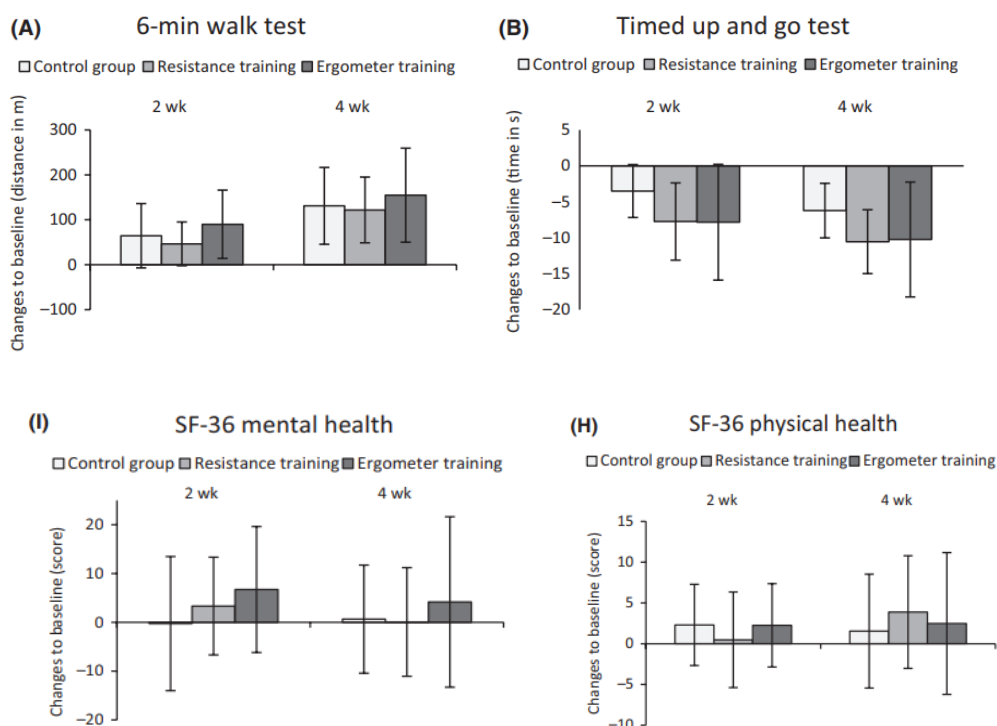 (A) 6-min walk test
Control group Resistance training Ergometer training
2 wk 4 wk
Changes to baseline (distance in m)
300
200
100
0
–100
(B) Timed up and go test
Control group Resistance training Ergometer training
2 wk 4 wk
Changes to baseline (time in s)
5
0
–5
–10
–15
–20
(I) SF-36 mental health
Control group Resistance training Ergometer training
2 wk 4 wk
Changes to baseline (score)
20
10
0
–10
–20
(H) SF-36 physical health
Control group Resistance training Ergometer training
2 wk 4 wk
Changes to baseline (score)
15
10
5
0
–5
–10